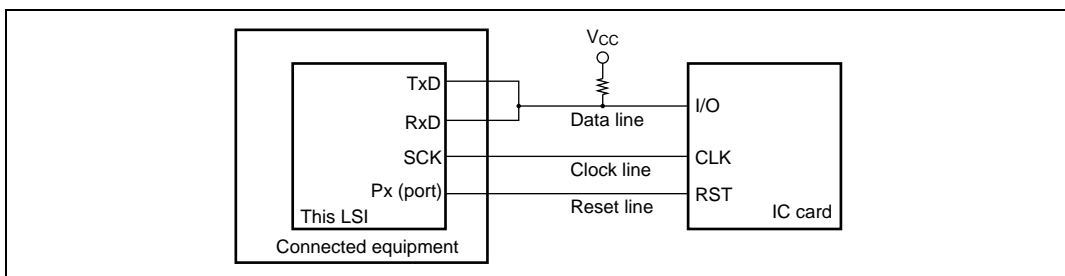 VCC
TxD
RxD
SCK
Px (port)
This LSI
Connected equipment
Data line
Clock line
Reset line
I/O
CLK
RST
IC card